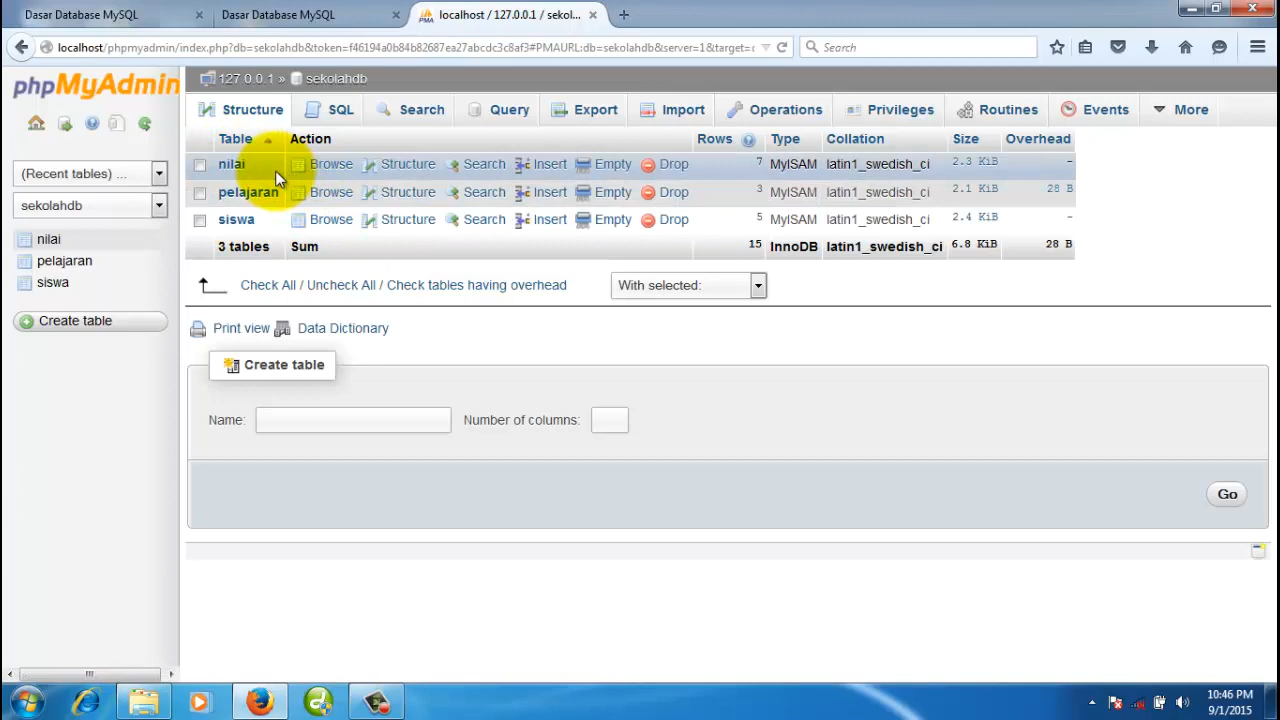 Dasar Database MySQL × Dasar Database MySQL × PMA localhost / 127.0.0.1 / sekol... × +
localhost/phpmyadmin/index.php?db=sekolahdb&token=f46194a0b84b82687ea27abcdc3c8af3#PMAURL:db=sekolahdb&server=1&target=c Search
phpMyAdmin
(Recent tables) ...
sekolahdb
nilai
pelajaran
siswa
Create table
127.0.0.1 » sekolahdb
Structure SQL Search Query Export Import Operations Privileges Routines Events More
Table Action Rows Type Collation Size Overhead
nilai Browse Structure Search Insert Empty Drop 7 MyISAM latin1_swedish_ci 2.3 KiB -
pelajaran Browse Structure Search Insert Empty Drop 3 MyISAM latin1_swedish_ci 2.1 KiB 28 B
siswa Browse Structure Search Insert Empty Drop 5 MyISAM latin1_swedish_ci 2.4 KiB -
3 tables Sum 15 InnoDB latin1_swedish_ci 6.8 KiB 28 B
Check All / Uncheck All / Check tables having overhead With selected:
Print view Data Dictionary
Create table
Name: Number of columns:
Go
10:46 PM
9/1/2015